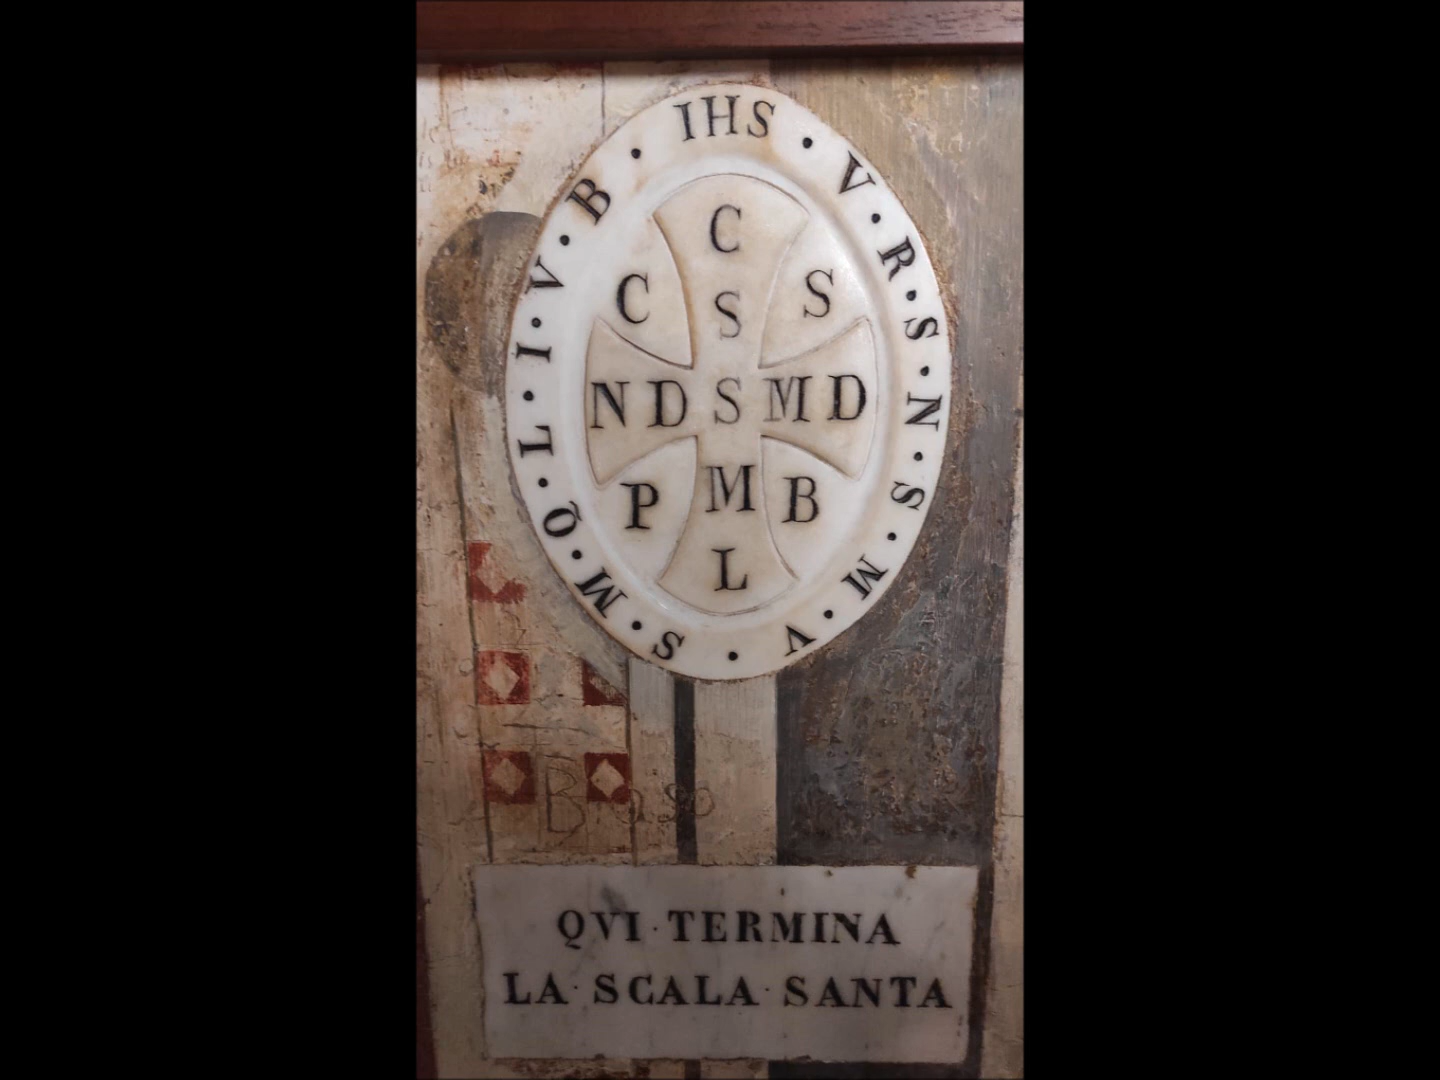 IHS · V · R · S · N · S · M · V · S · M · Q · L · I · V · B ·
C
C S S
N D S M D
P M B
L
B
QVI · TERMINA
LA · SCALA · SANTA